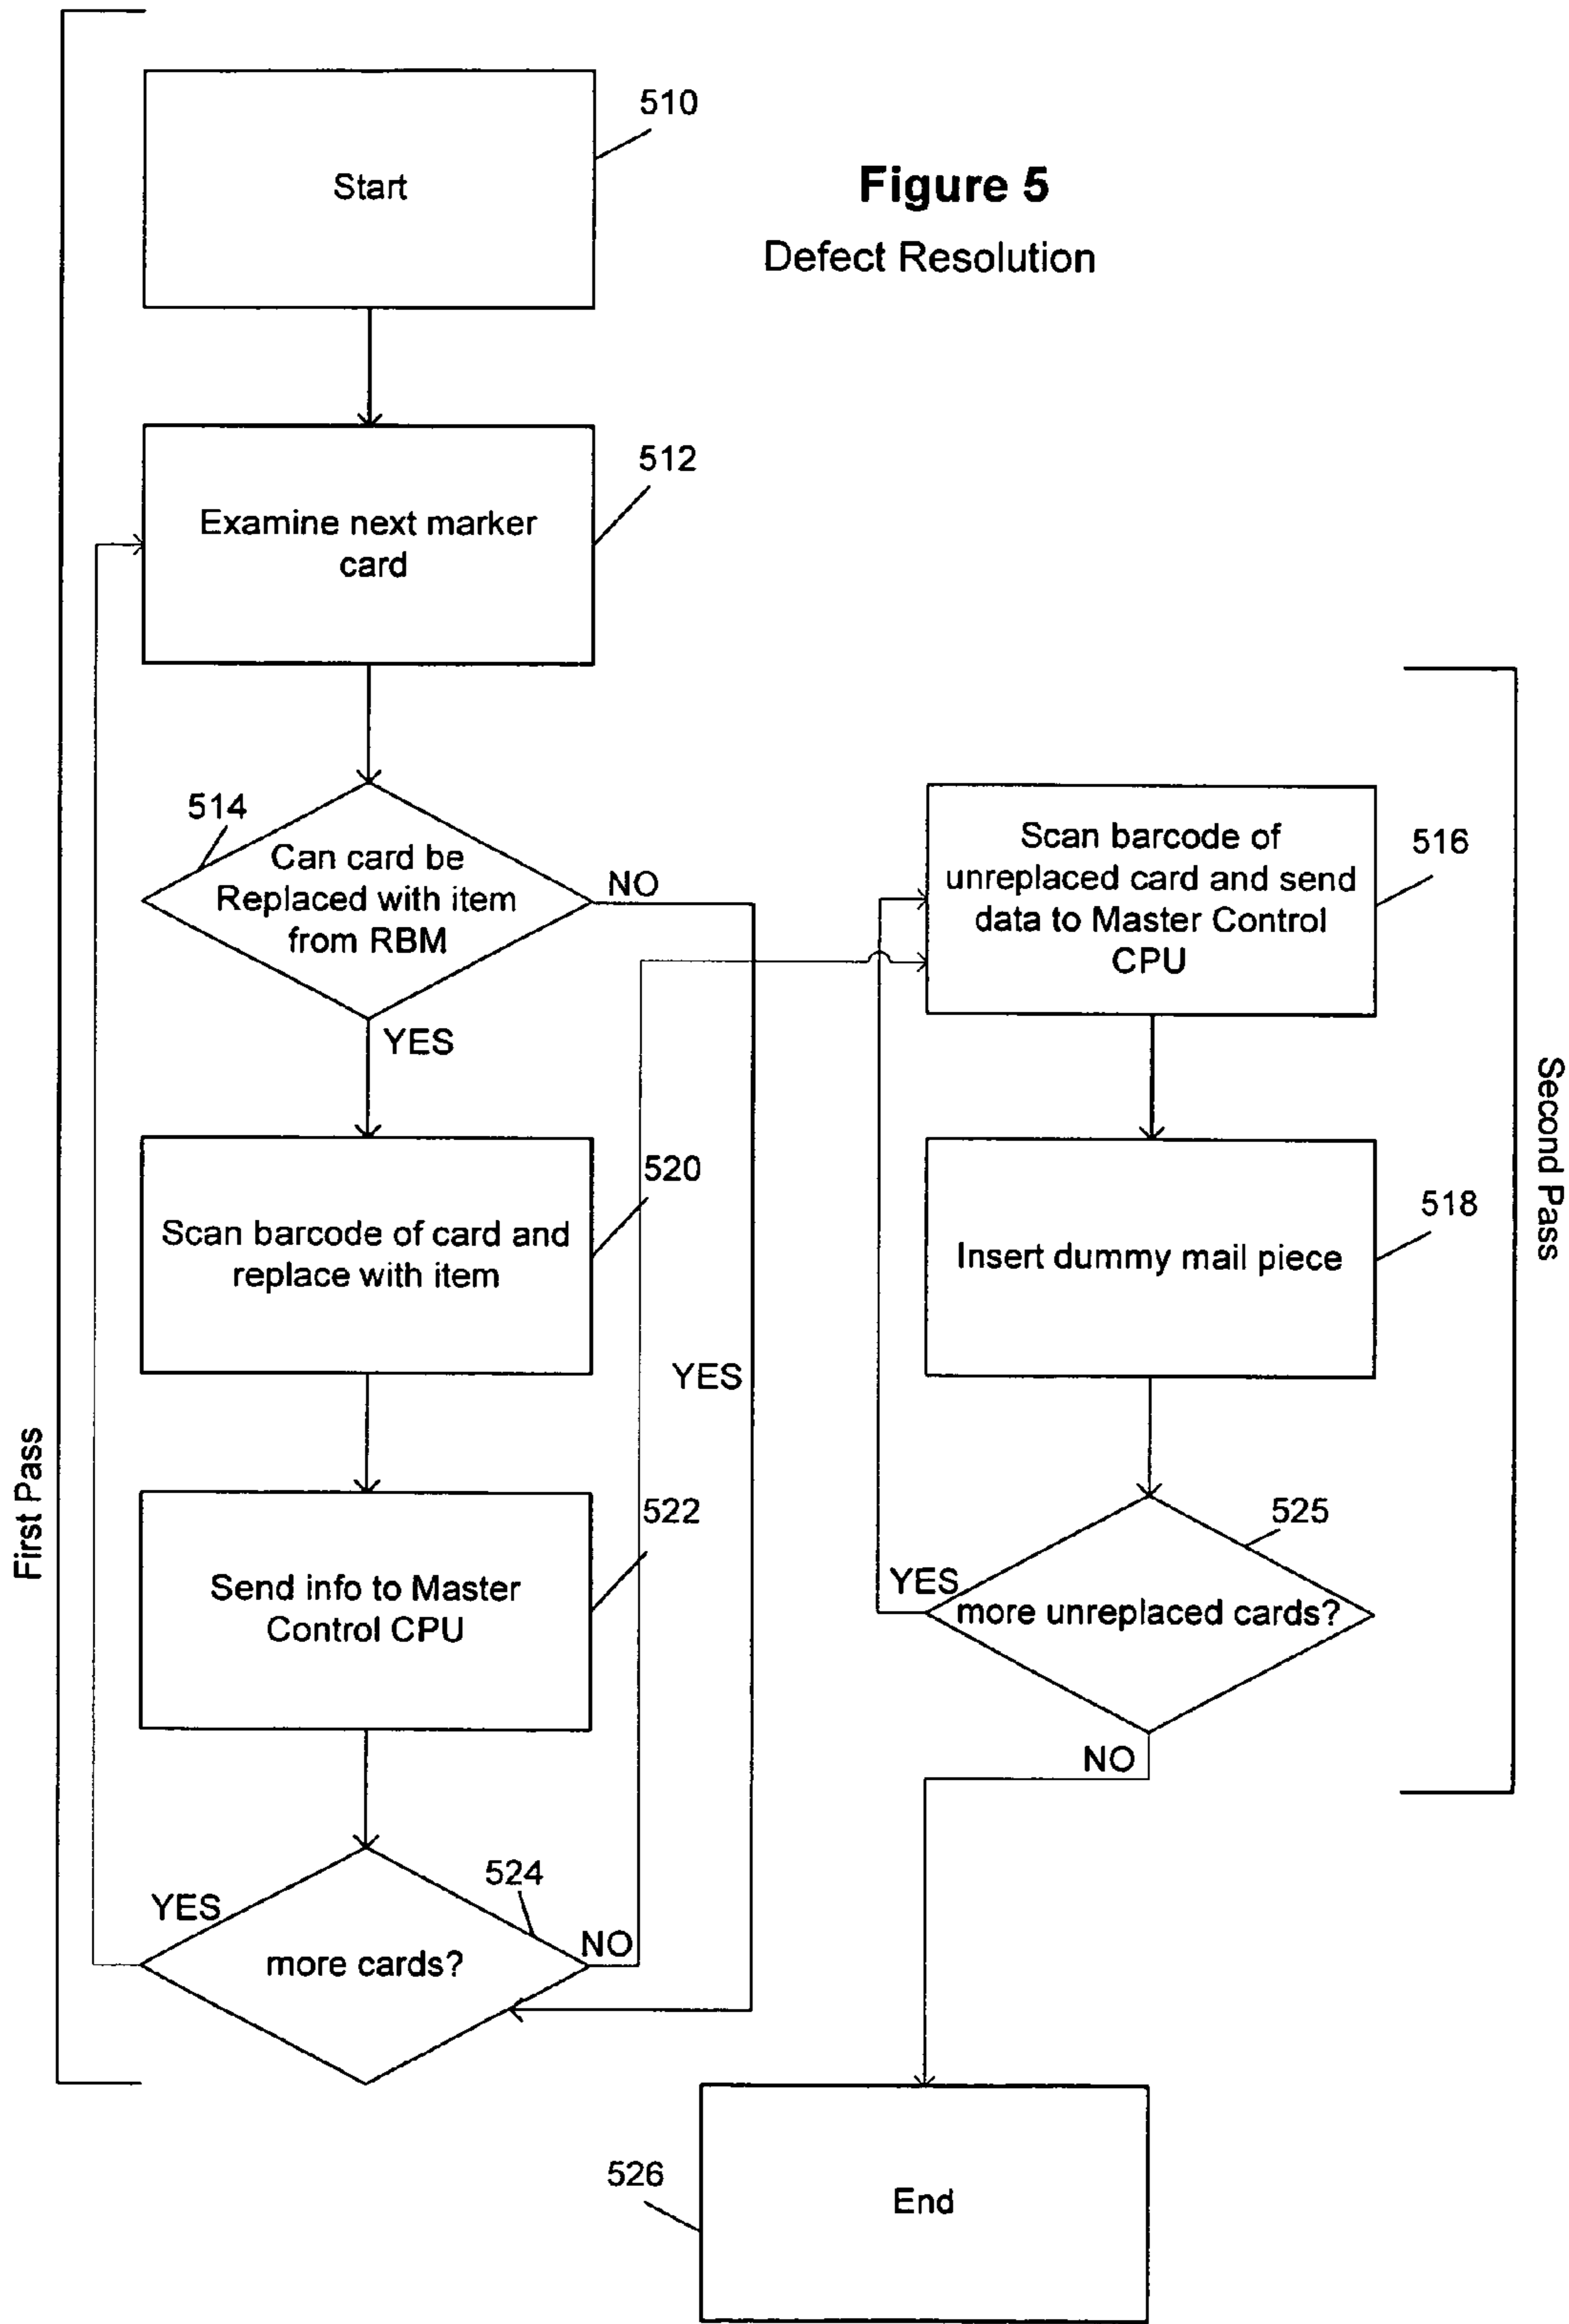 510
Start
Figure 5
Defect Resolution
512
Examine next marker
card
514
Can card be
Replaced with item
from RBM
NO
YES
520
Scan barcode of card and
replace with item
YES
522
Send info to Master
Control CPU
524
YES
more cards?
NO
First Pass
516
Scan barcode of
unreplaced card and send
data to Master Control
CPU
518
Insert dummy mail piece
525
YES
more unreplaced cards?
NO
Second Pass
526
End